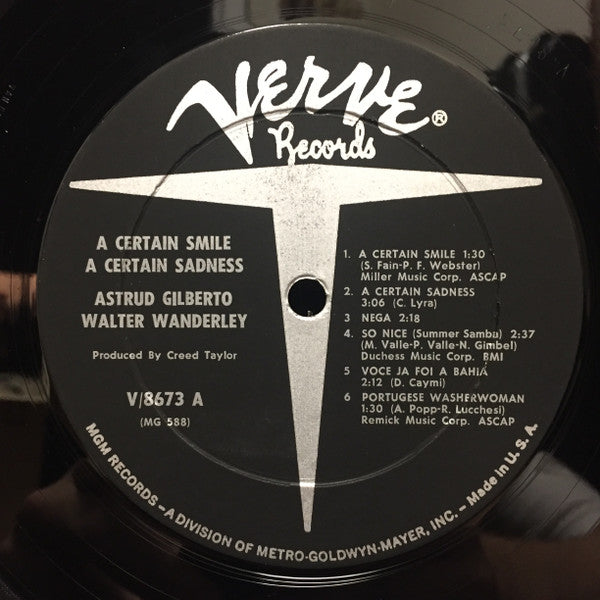 VERVE®
Records
A CERTAIN SMILE
A CERTAIN SADNESS
ASTRUD GILBERTO
WALTER WANDERLEY
Produced By Creed Taylor
V/8673 A
(MG 588)
1. A CERTAIN SMILE 1:30
(S. Fain-P. F. Webster)
Miller Music Corp. ASCAP
2. A CERTAIN SADNESS
3:06 (C. Lyra)
3 NEGA 2:18
4. SO NICE (Summer Samba) 2:37
(M. Valle-P. Valle-N. Gimbel)
Duchess Music Corp. BMI
5 VOCE JA FOI A BAHIA
2:12 (D. Caymi)
6 PORTUGESE WASHERWOMAN
1:30 (A. Popp-R. Lucchesi)
Remick Music Corp. ASCAP
MGM RECORDS – A DIVISION OF METRO-GOLDWYN-MAYER, INC. – Made in U. S. A.